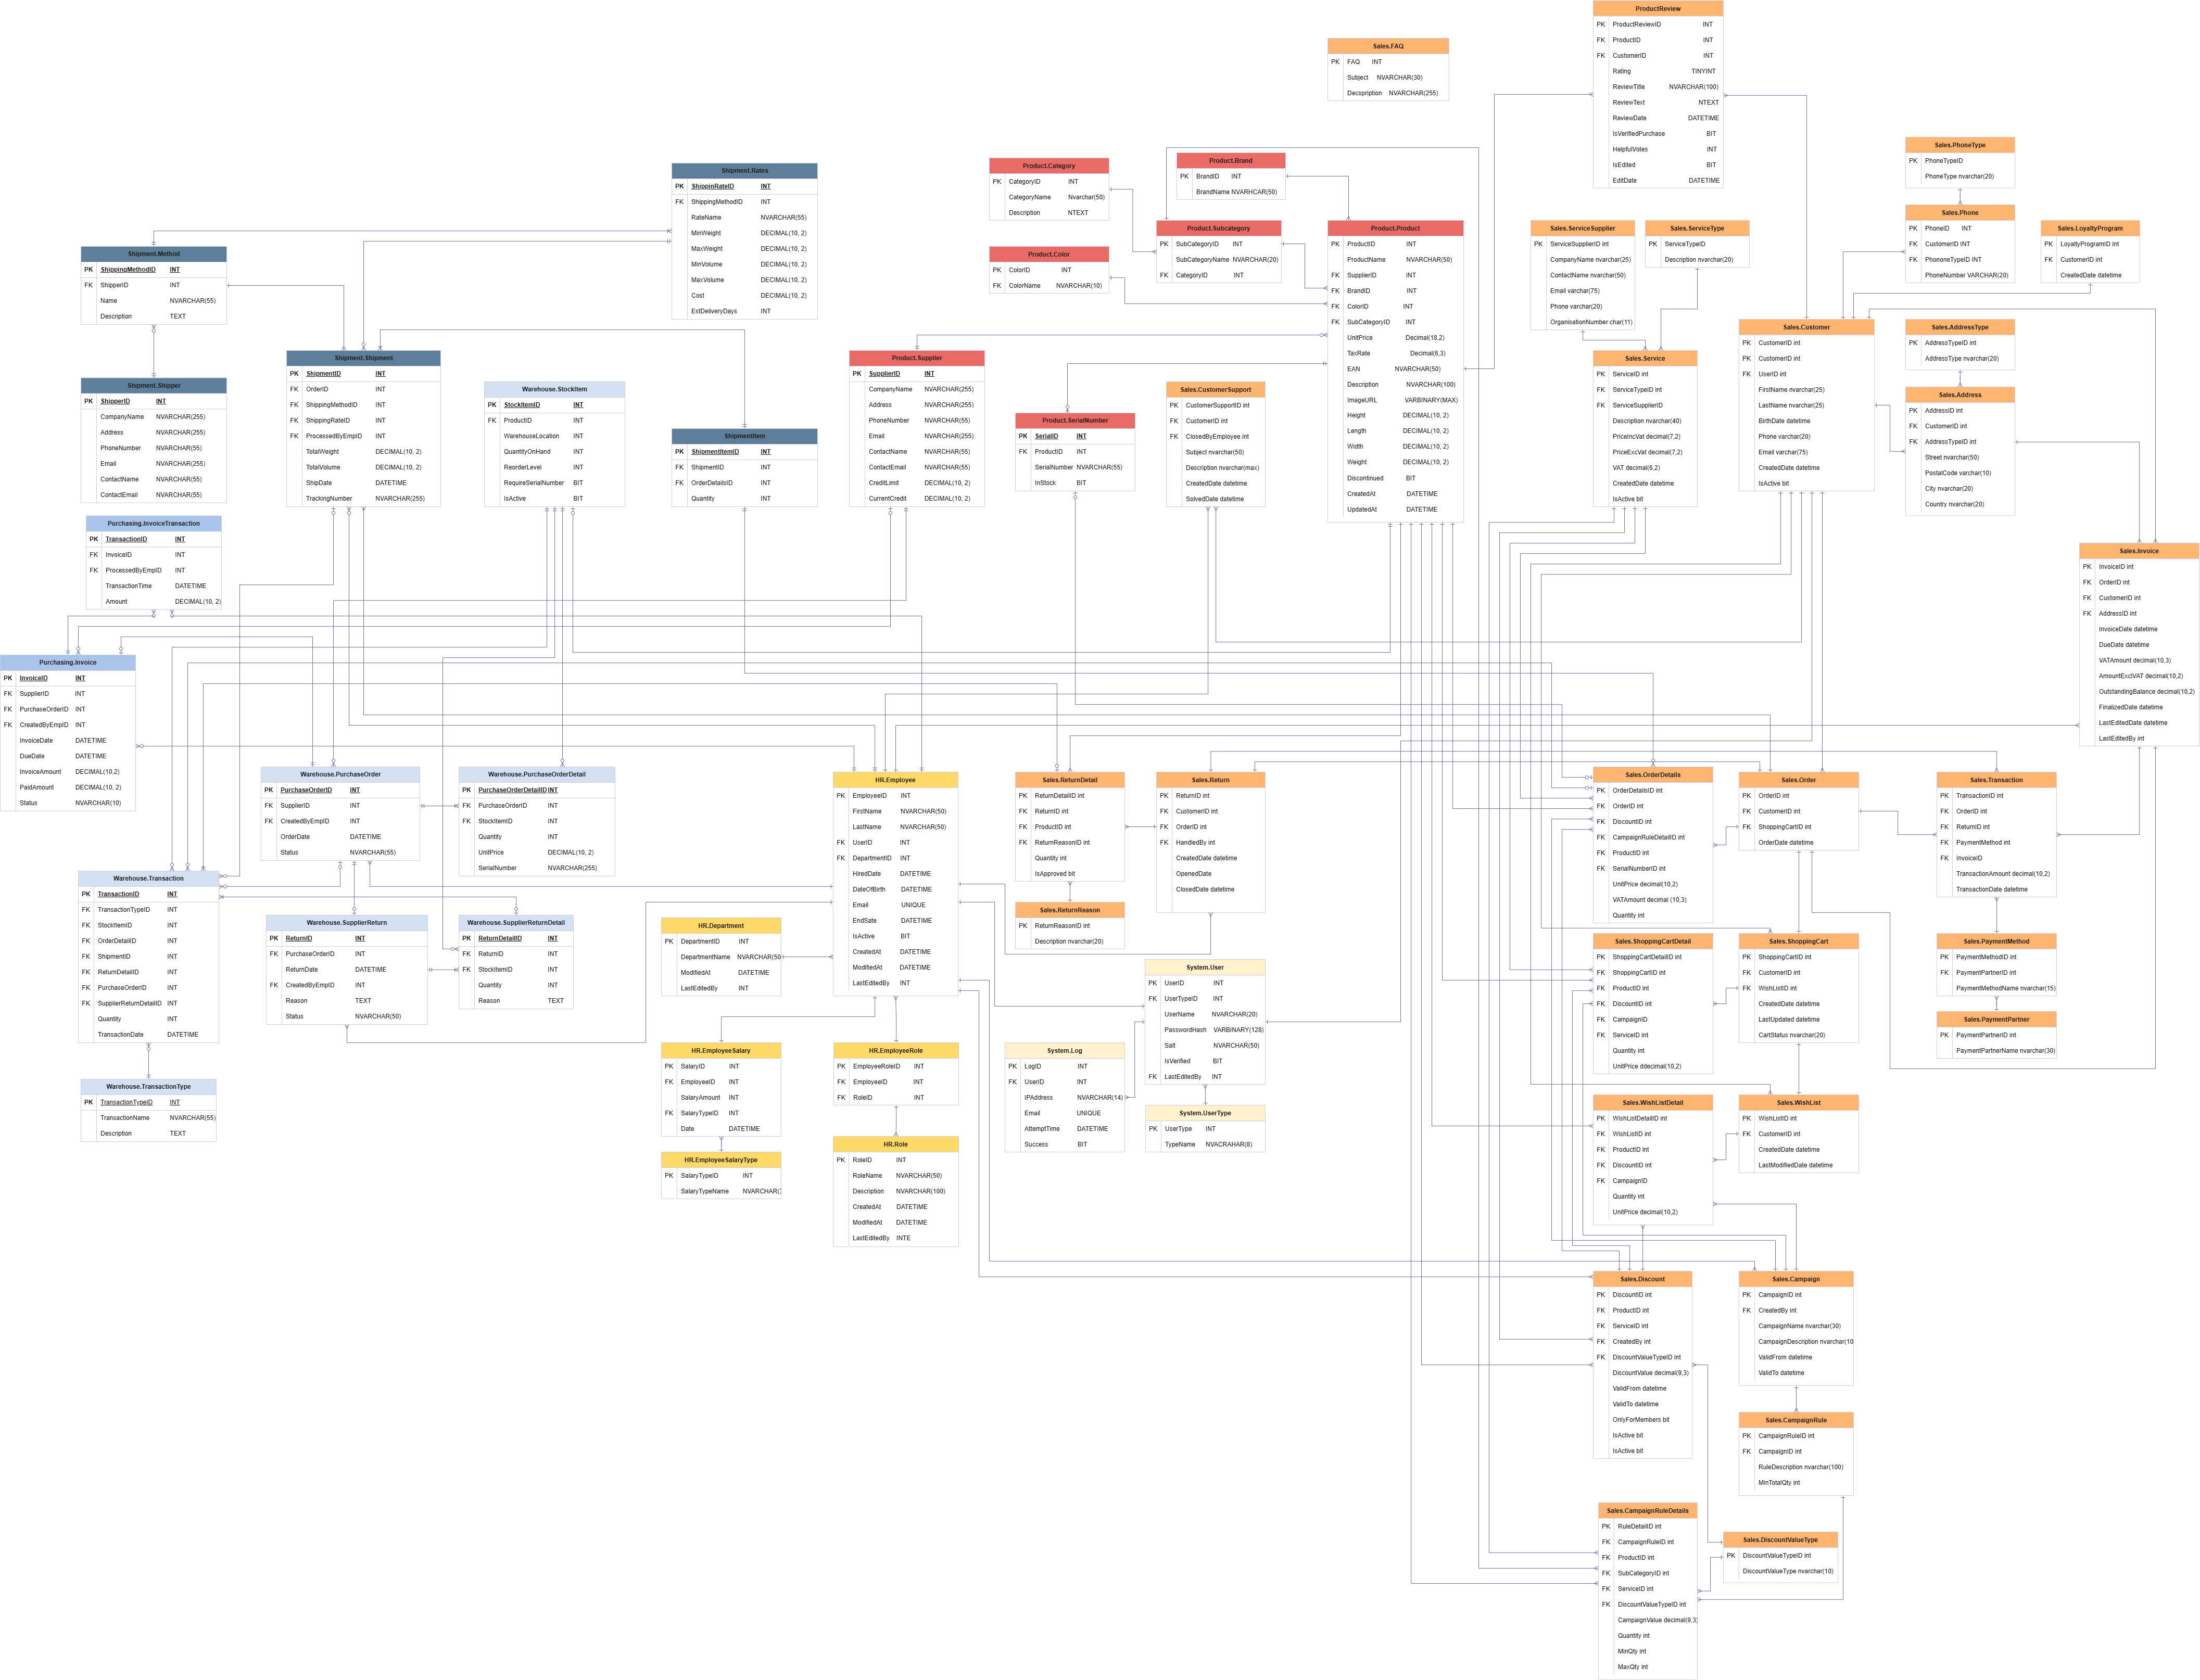 ProductReview
PK ProductReviewID INT
FK ProductID INT
FK CustomerID INT
Rating TINYINT
ReviewTitle NVARCHAR(100)
ReviewText NTEXT
ReviewDate DATETIME
IsVerifiedPurchase BIT
HelpfulVotes INT
IsEdited BIT
EditDate DATETIME
Sales.FAQ
PK FAQ INT
Subject NVARCHAR(30)
Decspription NVARCHAR(255)
Sales.PhoneType
PK PhoneTypeID
PhoneType nvarchar(20)
Shipment.Rates
PK ShippinRateID INT
FK ShippingMethodID INT
RateName NVARCHAR(55)
MinWeight DECIMAL(10, 2)
MaxWeight DECIMAL(10, 2)
MinVolume DECIMAL(10, 2)
MaxVolume DECIMAL(10, 2)
Cost DECIMAL(10, 2)
EstDeliveryDays INT
Product.Category
PK CategoryID INT
CategoryName Nvarchar(50)
Description NTEXT
Product.Brand
PK BrandID INT
BrandName NVARHCAR(50)
Product.Subcategory
PK SubCategoryID INT
SubCategoryName NVARCHAR(20)
FK CategoryID INT
Product.Color
PK ColorID INT
FK ColorName NVARCHAR(10)
Product.Product
PK ProductID INT
ProductName NVARCHAR(50)
FK SupplierID INT
FK BrandID INT
FK ColorID INT
FK SubCategoryID INT
UnitPrice Decimal(18,2)
TaxRate Decimal(6,3)
EAN NVARCHAR(50)
Description NVARCHAR(100)
ImageURL VARBINARY(MAX)
Height DECIMAL(10, 2)
Length DECIMAL(10, 2)
Width DECIMAL(10, 2)
Weight DECIMAL(10, 2)
Discontinued BIT
CreatedAt DATETIME
UpdatedAt DATETIME
Sales.ServiceSupplier
PK ServiceSupplierID int
CompanyName nvarchar(25)
ContactName nvarchar(50)
Email varchar(75)
Phone varchar(20)
OrganisationNumber char(11)
Sales.ServiceType
PK ServiceTypeID
Description nvarchar(20)
Sales.Phone
PK PhoneID INT
FK CustomerID INT
FK PhononeTypeID INT
PhoneNumber VARCHAR(20)
Sales.LoyaltyProgram
PK LoyaltyProgramID int
FK CustomerID int
CreatedDate datetime
Shipment.Method
PK ShippingMethodID INT
FK ShipperID INT
Name NVARCHAR(55)
Description TEXT
Shipment.Shipper
PK ShipperID INT
CompanyName NVARCHAR(255)
Address NVARCHAR(255)
PhoneNumber NVARCHAR(55)
Email NVARCHAR(255)
ContactName NVARCHAR(55)
ContactEmail NVARCHAR(55)
Shipment.Shipment
PK ShipmentID INT
FK OrderID INT
FK ShippingMethodID INT
FK ShippingRateID INT
FK ProcessedByEmpID INT
TotalWeight DECIMAL(10, 2)
TotalVolume DECIMAL(10, 2)
ShipDate DATETIME
TrackingNumber NVARCHAR(255)
Warehouse.StockItem
PK StockItemID INT
FK ProductID INT
WarehouseLocation INT
QuantityOnHand INT
ReorderLevel INT
RequireSerialNumber BIT
IsActive BIT
ShipmentItem
PK ShipmentItemID INT
FK ShipmentID INT
FK OrderDetailsID INT
Quantity INT
Product.Supplier
PK SupplierID INT
CompanyName NVARCHAR(255)
Address NVARCHAR(255)
PhoneNumber NVARCHAR(55)
Email NVARCHAR(255)
ContactName NVARCHAR(55)
ContactEmail NVARCHAR(55)
CreditLimit DECIMAL(10, 2)
CurrentCredit DECIMAL(10, 2)
Product.SerialNumber
PK SerialID INT
FK ProductID INT
SerialNumber NVARCHAR(55)
InStock BIT
Sales.CustomerSupport
PK CustomerSupportID int
FK CustomerID int
FK ClosedByEmployee int
Subject nvarchar(50)
Description nvarchar(max)
CreatedDate datetime
SolvedDate datetime
Sales.Service
PK ServiceID int
FK ServiceTypeID int
FK ServiceSupplierID
Description nvarchar(40)
PriceIncVat decimal(7,2)
PriceExcVat decimal(7,2)
VAT decimal(6,2)
CreatedDate datetime
IsActive bit
Sales.Customer
PK CustomerID int
PK CustomerID int
FK UserID int
FirstName nvarchar(25)
LastName nvarchar(25)
BirthDate datetime
Phone varchar(20)
Email varchar(75)
CreatedDate datetime
IsActive bit
Sales.AddressType
PK AddressTypeID int
AddressType nvarchar(20)
Sales.Address
PK AddressID int
FK CustomerID int
FK AddressTypeID int
Street nvarchar(50)
PostalCode varchar(10)
City nvarchar(20)
Country nvarchar(20)
Sales.Invoice
PK InvoiceID int
FK OrderID int
FK CustomerID int
FK AddressID int
InvoiceDate datetime
DueDate datetime
VATAmount decimal(10,3)
AmountExclVAT decimal(10,2)
OutstandingBalance decimal(10,2)
FinalizedDate datetime
LastEditedDate datetime
LastEditedBy int
Purchasing.InvoiceTransaction
PK TransactionID INT
FK InvoiceID INT
FK ProcessedByEmpID INT
TransactionTime DATETIME
Amount DECIMAL(10, 2)
Purchasing.Invoice
PK InvoiceID INT
FK SupplierID INT
FK PurchaseOrderID INT
FK CreatedByEmpID INT
InvoiceDate DATETIME
DueDate DATETIME
InvoiceAmount DECIMAL(10,2)
PaidAmount DECIMAL(10, 2)
Status NVARCHAR(10)
Warehouse.PurchaseOrder
PK PurchaseOrderID INT
FK SupplierID INT
FK CreatedByEmpID INT
OrderDate DATETIME
Status NVARCHAR(55)
Warehouse.PurchaseOrderDetail
PK PurchaseOrderDetailID INT
FK PurchaseOrderID INT
FK StockItemID INT
Quantity INT
UnitPrice DECIMAL(10, 2)
SerialNumber NVARCHAR(255)
Warehouse.Transaction
PK TransactionID INT
FK TransactionTypeID INT
FK StockItemID INT
FK OrderDetailID INT
FK ShipmentID INT
FK ReturnDetailID INT
FK PurchaseOrderID INT
FK SupplierReturnDetailID INT
Quantity INT
TransactionDate DATETIME
Warehouse.SupplierReturn
PK ReturnID INT
FK PurchaseOrderID INT
ReturnDate DATETIME
FK CreatedByEmpID INT
Reason TEXT
Status NVARCHAR(50)
Warehouse.SupplierReturnDetail
PK ReturnDetailID INT
FK ReturnID INT
FK StockItemID INT
Quantity INT
Reason TEXT
Warehouse.TransactionType
PK TransactionTypeID INT
TransactionName NVARCHAR(55)
Description TEXT
HR.Employee
PK EmployeeID INT
FirstName NVARCHAR(50)
LastName NVARCHAR(50)
FK UserID INT
FK DepartmentID INT
HiredDate DATETIME
DateOfBirth DATETIME
Email UNIQUE
EndSate DATETIME
IsActive BIT
CreatedAt DATETIME
ModifiedAt DATETIME
LastEditedBy INT
HR.Department
PK DepartmentID INT
DepartmentName NVARCHAR(50
ModifiedAt DATETIME
LastEditedBy INT
HR.EmployeeSalary
PK SalaryID INT
FK EmployeeID INT
SalaryAmount INT
FK SalaryTypeID INT
Date DATETIME
HR.EmployeeSalaryType
PK SalaryTypeID INT
SalaryTypeName NVARCHAR(
HR.EmployeeRole
PK EmployeeRoleID INT
FK EmployeeID INT
FK RoleID INT
HR.Role
PK RoleID INT
RoleName NVARCHAR(50)
Description NVARCHAR(100)
CreatedAt DATETIME
ModifiedAt DATETIME
LastEditedBy INTE
Sales.ReturnDetail
PK ReturnDetailID int
FK ReturnID int
FK ProductID int
FK ReturnReasonID int
Quantity int
IsApproved bit
Sales.ReturnReason
PK ReturnReasonID int
Description nvarchar(20)
Sales.Return
PK ReturnID int
FK CustomerID int
FK OrderID int
FK HandledBy int
CreatedDate datetime
OpenedDate
ClosedDate datetime
System.User
PK UserID INT
FK UserTypeID INT
UserName NVARCHAR(20)
PasswordHash VARBINARY(128)
Salt NVARCHAR(50)
IsVerified BIT
FK LastEditedBy INT
System.Log
PK LogID INT
FK UserID INT
IPAddress NVARCHAR(14)
Email UNIQUE
AttemptTime DATETIME
Success BIT
System.UserType
PK UserType INT
TypeName NVACRAHAR(8)
Sales.OrderDetails
PK OrderDetailsID int
FK OrderID int
FK DiscountID int
FK CampaignRuleDetailID int
FK ProductID int
FK SerialNumberID int
UnitPrice decimal(10,2)
VATAmount decimal (10,3)
Quantity int
Sales.Order
PK OrderID int
FK CustomerID int
FK ShoppingCartID int
OrderDate datetime
Sales.Transaction
PK TransactionID int
FK OrderID int
FK ReturnID int
FK PaymentMethod int
FK InvoiceID
TransactionAmount decimal(10,2)
TransactionDate datetime
Sales.ShoppingCartDetail
PK ShoppingCartDetailID int
FK ShoppingCartID int
FK ProductID int
FK DiscountID int
FK CampaignID
FK ServiceID int
Quantity int
UnitPrice ddecimal(10,2)
Sales.ShoppingCart
PK ShoppingCartID int
FK CustomerID int
FK WishListID int
CreatedDate datetime
LastUpdated datetime
CartStatus nvarchar(20)
Sales.PaymentMethod
PK PaymentMethodID int
FK PaymentPartnerID int
PaymentMethodName nvarchar(15)
Sales.PaymentPartner
PK PaymentPartnerID int
PaymentPartnerName nvarchar(30)
Sales.WishListDetail
PK WishListDetailID int
FK WishListID int
FK ProductID int
FK DiscountID int
FK CampaignID
Quantity int
UnitPrice decimal(10,2)
Sales.WishList
PK WishListID int
FK CustomerID int
CreatedDate datetime
LastModifiedDate datetime
Sales.Discount
PK DiscountID int
FK ProductID int
FK ServiceID int
FK CreatedBy int
FK DiscountValueTypeID int
DiscountValue decimal(9,3)
ValidFrom datetime
ValidTo datetime
OnlyForMembers bit
IsActive bit
IsActive bit
Sales.Campaign
PK CampaignID int
FK CreatedBy int
CampaignName nvarchar(30)
CampaignDescription nvarchar(10
ValidFrom datetime
ValidTo datetime
Sales.CampaignRule
PK CampaignRuleID int
FK CampaignID int
RuleDescription nvarchar(100)
MinTotalQty int
Sales.CampaignRuleDetails
PK RuleDetailID int
FK CampaignRuleID int
FK ProductID int
FK SubCategoryID int
FK ServiceID int
FK DiscountValueTypeID int
CampaignValue decimal(9,3)
Quantity int
MinQty int
MaxQty int
Sales.DiscountValueType
PK DiscountValueTypeID int
DiscountValueType nvarchar(10)